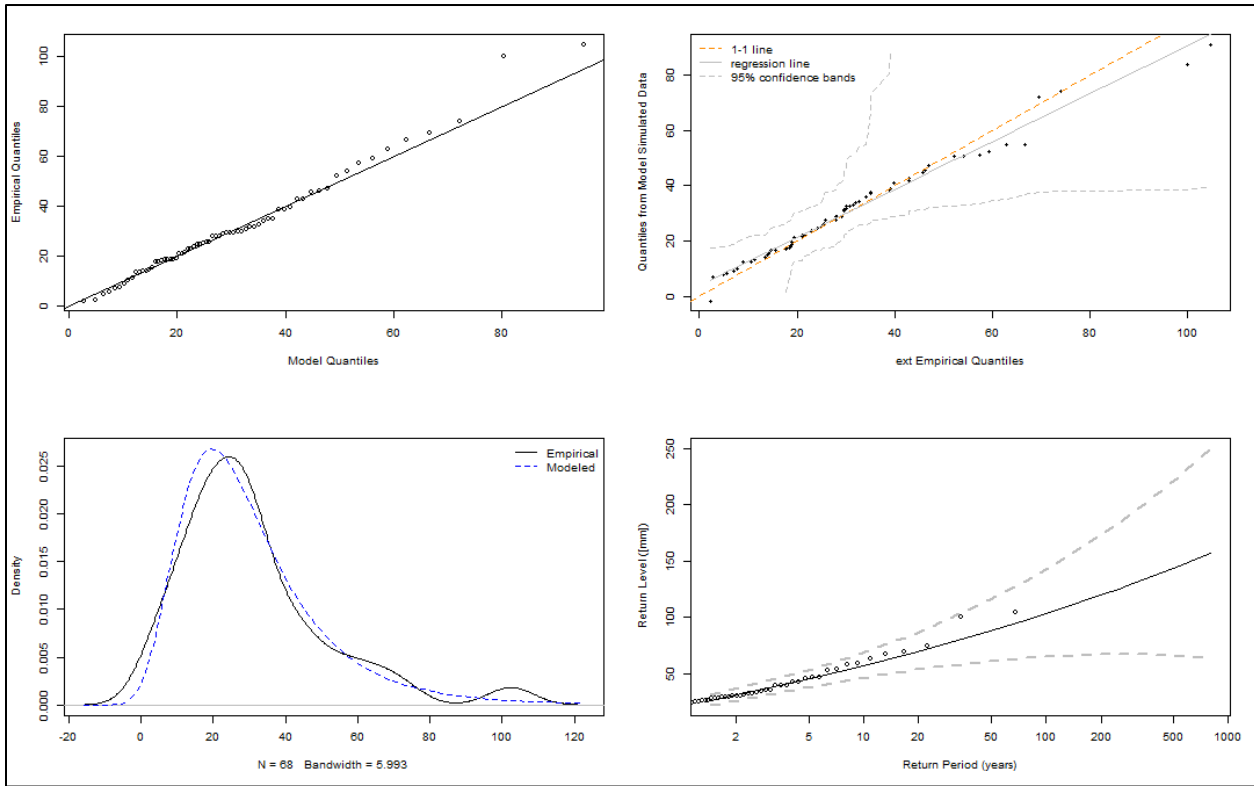 Empirical Quantiles
0 20 40 60 80 100
0 20 40 60 80
Model Quantiles
1-1 line
regression line
95% confidence bands
Quantiles from Model Simulated Data
0 20 40 60 80
0 20 40 60 80 100
ext Empirical Quantiles
Empirical
Modeled
Density
0.000 0.005 0.010 0.015 0.020 0.025
-20 0 20 40 60 80 100 120
N = 68 Bandwidth = 5.993
Return Level ([mm])
50 100 150 200 250
2 5 10 20 50 100 200 500 1000
Return Period (years)